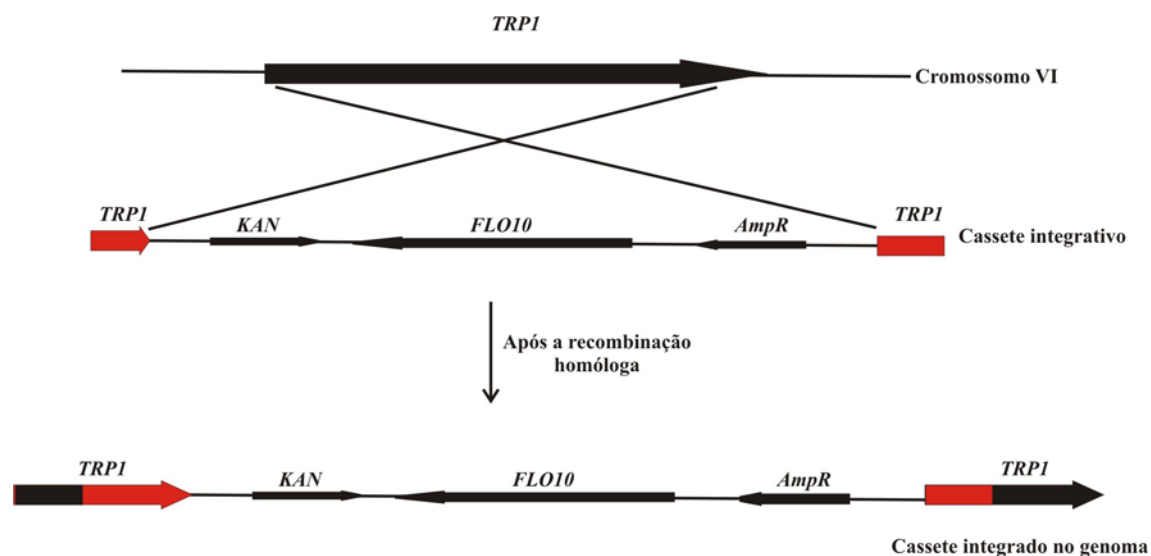 TRP1
Cromossomo VI
TRP1
KAN
FLO10
AmpR
TRP1
Cassete integrativo
Após a recombinação
homóloga
TRP1
KAN
FLO10
AmpR
TRP1
Cassete integrado no genoma